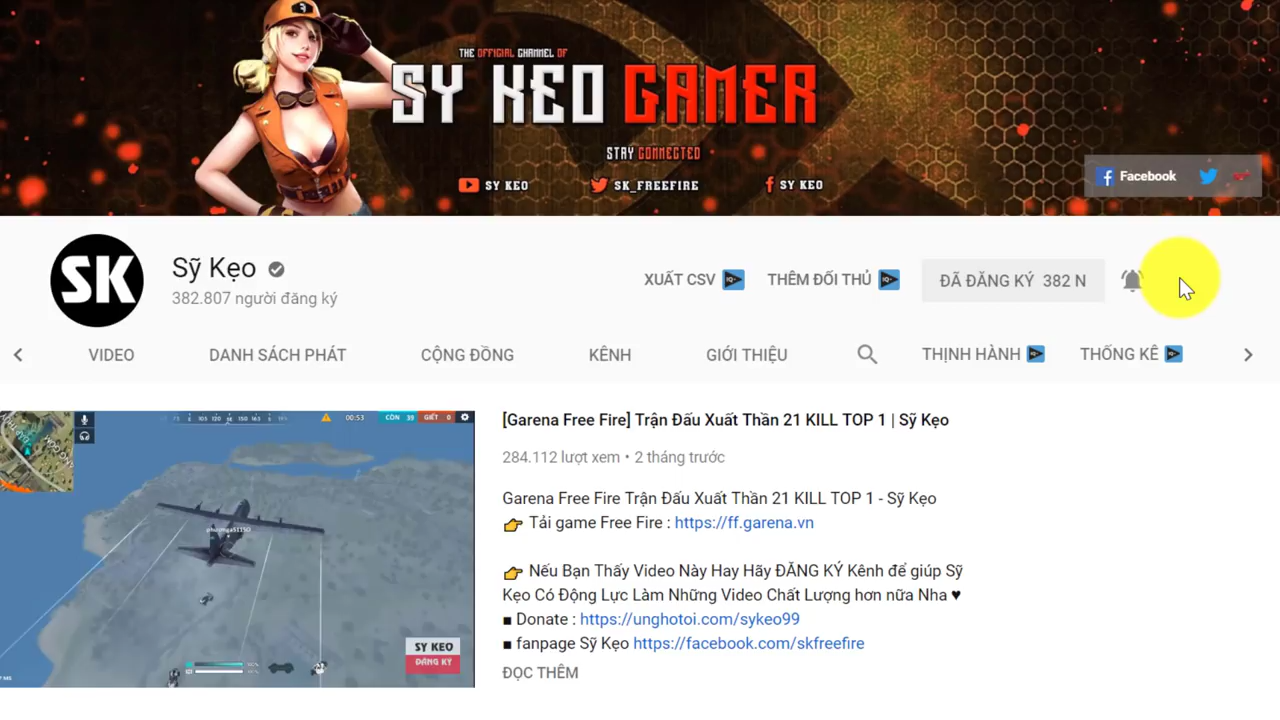 THE OFFICIAL CHANNEL OF
SY KEO GAMER
STAY CONNECTED
SY KEO
SK_FREEFIRE
SY KEO
Facebook
SK
Sỹ Kẹo
382.807 người đăng ký
XUẤT CSV
THÊM ĐỐI THỦ
ĐÃ ĐĂNG KÝ 382 N
VIDEO
DANH SÁCH PHÁT
CỘNG ĐỒNG
KÊNH
GIỚI THIỆU
THỊNH HÀNH
THỐNG KÊ
00:53
CÒN 39
GIẾT 0
SY KEO
ĐĂNG KÝ
[Garena Free Fire] Trận Đấu Xuất Thần 21 KILL TOP 1 | Sỹ Kẹo
284.112 lượt xem • 2 tháng trước
Garena Free Fire Trận Đấu Xuất Thần 21 KILL TOP 1 - Sỹ Kẹo
👉 Tải game Free Fire : https://ff.garena.vn
👉 Nếu Bạn Thấy Video Này Hay Hãy ĐĂNG KÝ Kênh để giúp Sỹ
Kẹo Có Động Lực Làm Những Video Chất Lượng hơn nữa Nha ♥
■ Donate : https://unghotoi.com/sykeo99
■ fanpage Sỹ Kẹo https://facebook.com/skfreefire
ĐỌC THÊM